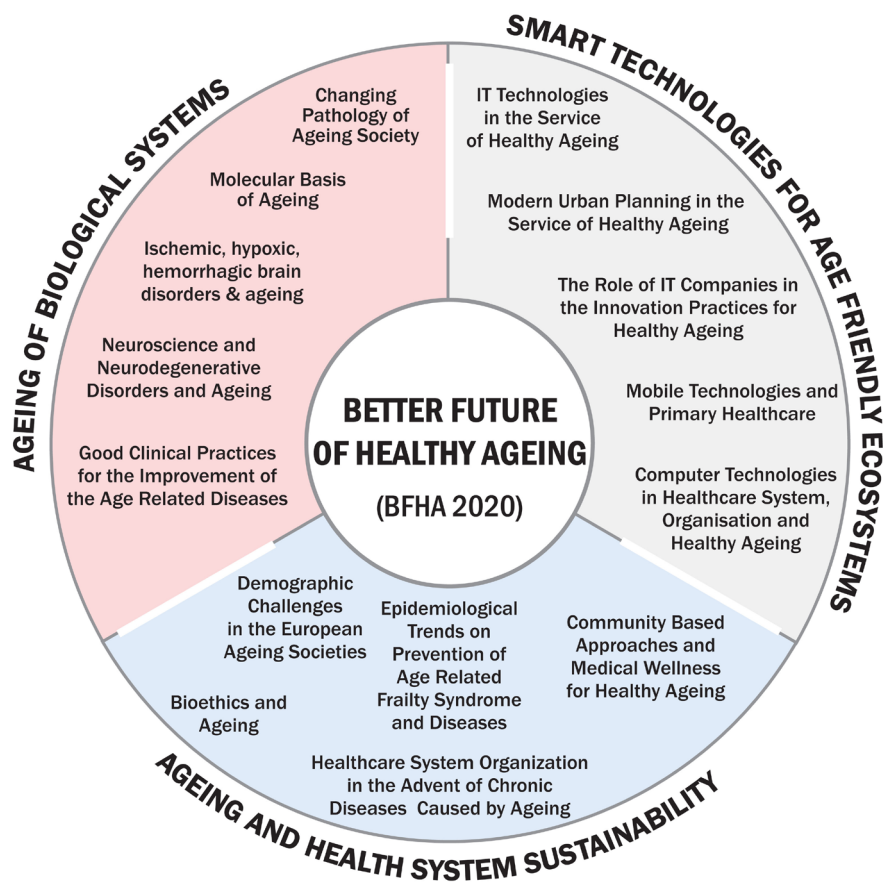 AGEING OF BIOLOGICAL SYSTEMS
Changing
Pathology of
Ageing Society
Molecular Basis
of Ageing
Ischemic, hypoxic,
hemorrhagic brain
disorders & ageing
Neuroscience and
Neurodegenerative
Disorders and Ageing
Good Clinical Practices
for the Improvement of
the Age Related Diseases
SMART TECHNOLOGIES FOR AGE FRIENDLY ECOSYSTEMS
IT Technologies
in the Service
of Healthy Ageing
Modern Urban Planning in the
Service of Healthy Ageing
The Role of IT Companies in
the Innovation Practices for
Healthy Ageing
Mobile Technologies and
Primary Healthcare
Computer Technologies
in Healthcare System,
Organisation and
Healthy Ageing
BETTER FUTURE
OF HEALTHY AGEING
(BFHA 2020)
Demographic
Challenges
in the European
Ageing Societies
Bioethics and
Ageing
Epidemiological
Trends on
Prevention of
Age Related
Frailty Syndrome
and Diseases
Community Based
Approaches and
Medical Wellness
for Healthy Ageing
Healthcare System Organization
in the Advent of Chronic
Diseases Caused by Ageing
AGEING AND HEALTH SYSTEM SUSTAINABILITY